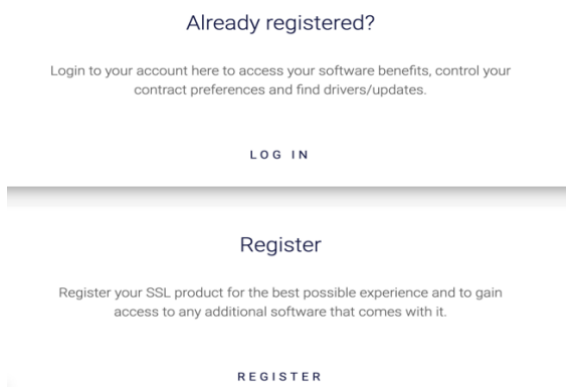 Already registered?
Login to your account here to access your software benefits, control your
contract preferences and find drivers/updates.
LOG IN
Register
Register your SSL product for the best possible experience and to gain
access to any additional software that comes with it.
REGISTER